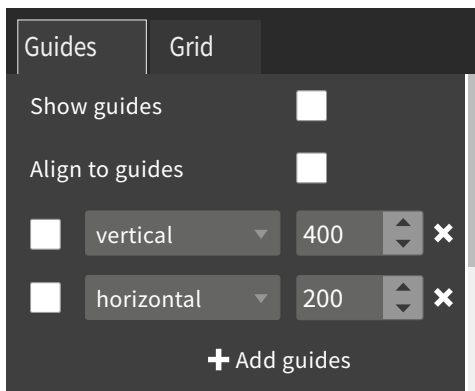 Guides Grid
Show guides
Align to guides
vertical 400
horizontal 200
Add guides